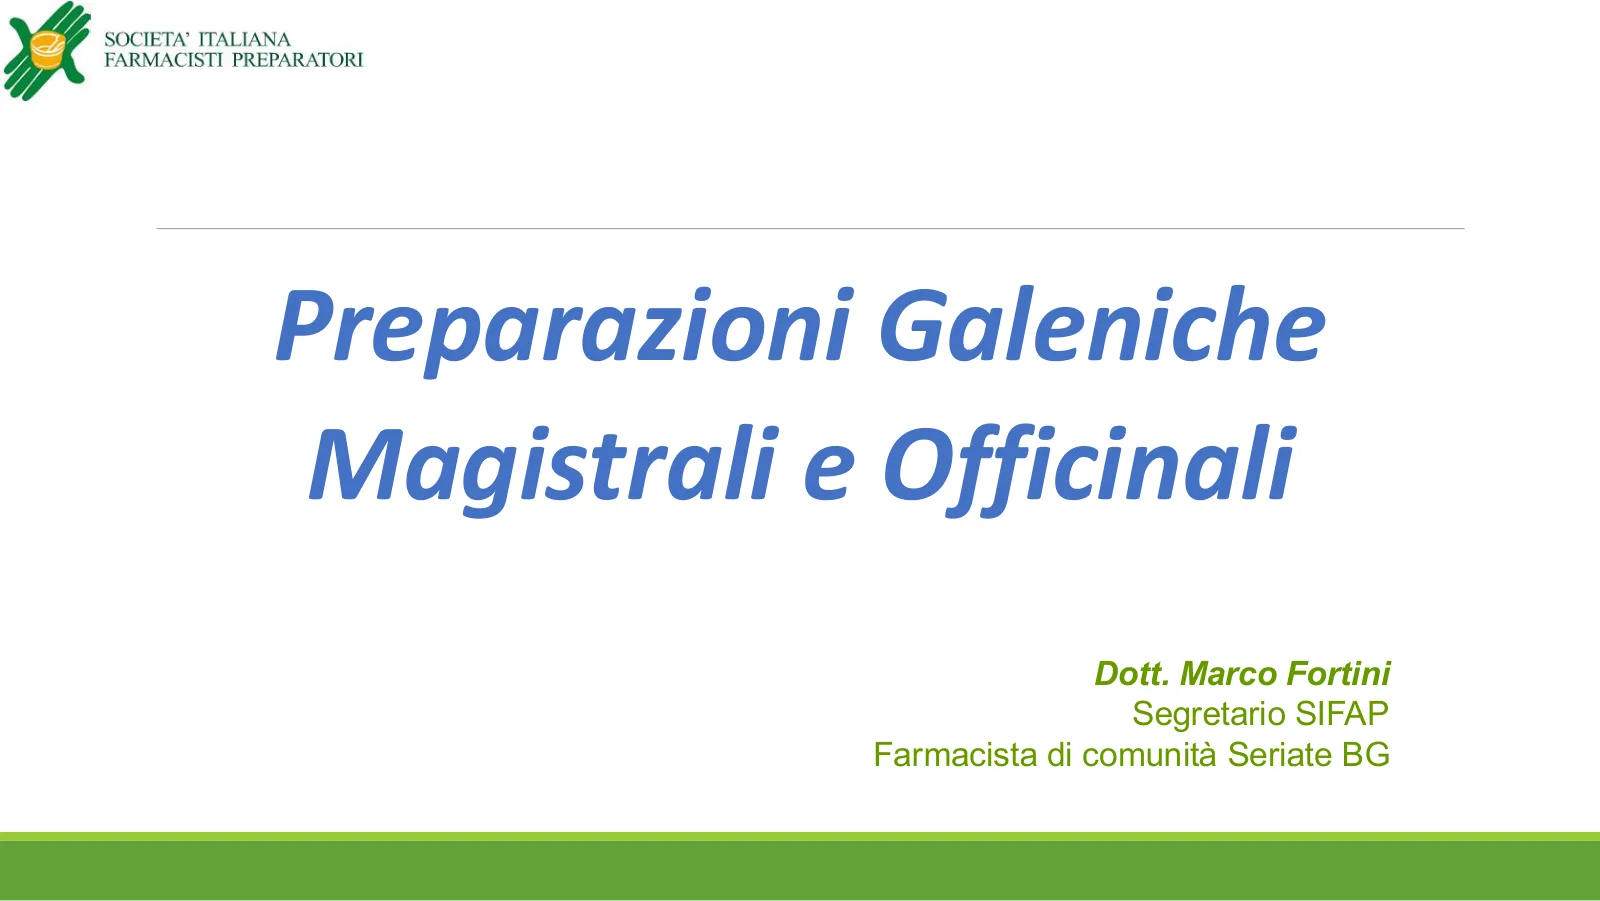 SOCIETA’ ITALIANA
FARMACISTI PREPARATORI
Preparazioni Galeniche
Magistrali e Officinali
Dott. Marco Fortini
Segretario SIFAP
Farmacista di comunità Seriate BG